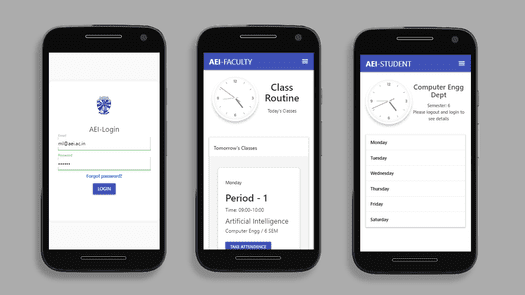 AEI-Login
Email
ml@aei.ac.in
Password
••••••
Forgot password?
LOGIN
AEI-FACULTY
Class
Routine
Today's Classes
Tomorrow's Classes
Monday
Period - 1
Time: 09:00-10:00
Artificial Intelligence
Computer Engg / 6 SEM
TAKE ATTENDENCE
AEI-STUDENT
Computer Engg
Dept
Semester: 6
Please logout and login to
see details
Monday
Tuesday
Wednesday
Thursday
Friday
Saturday